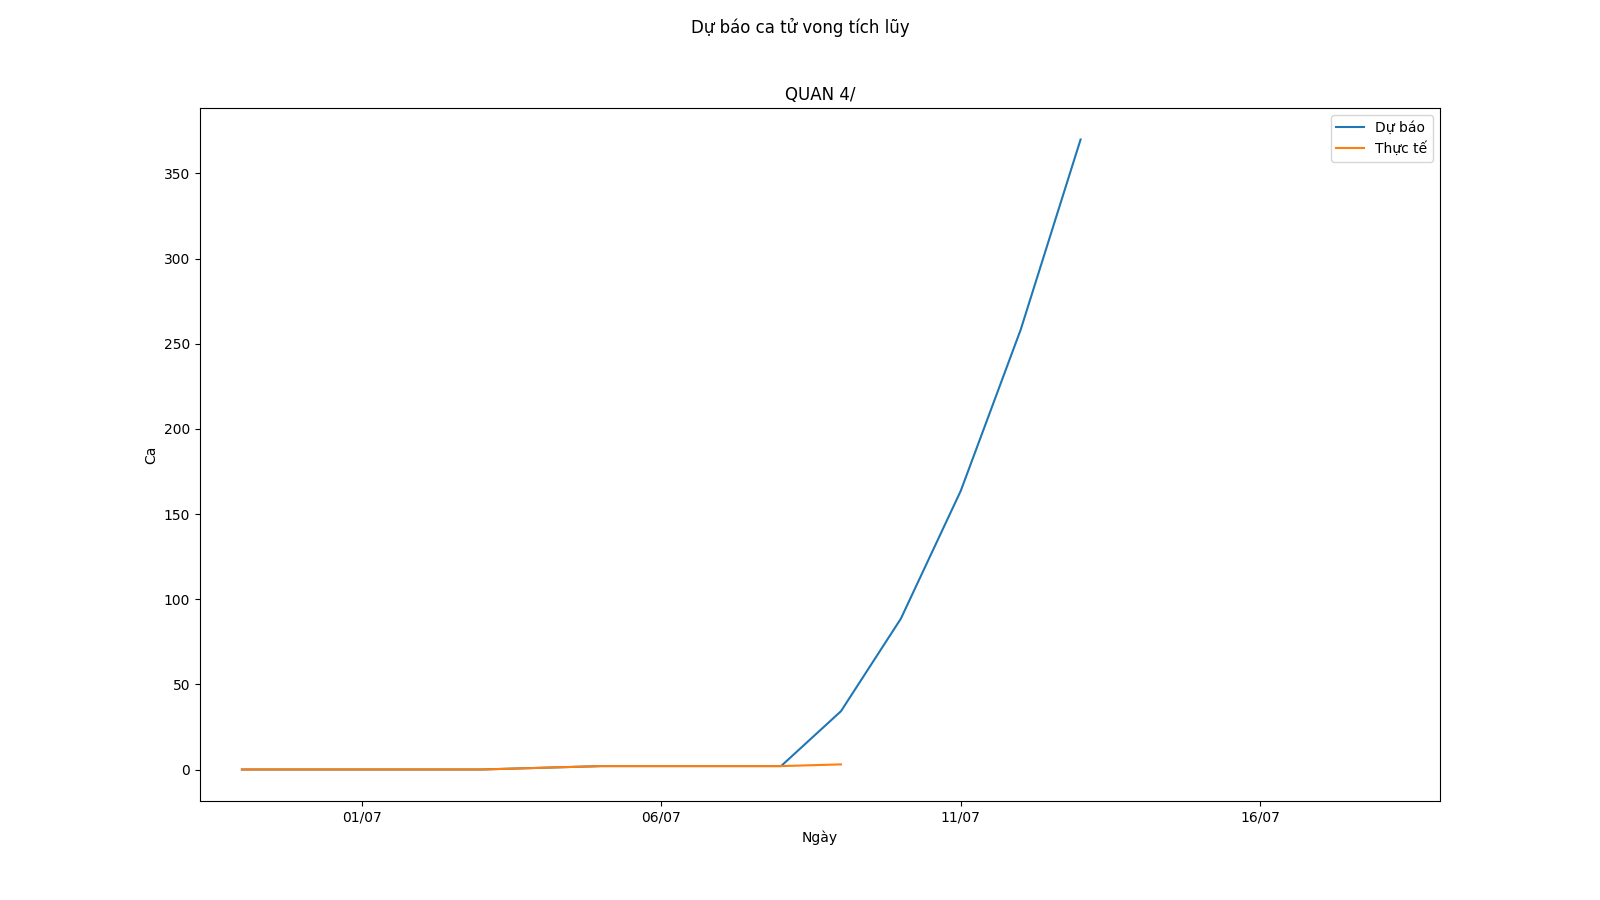 Dự báo ca tử vong tích lũy
QUAN 4/
Dự báo
Thực tế
350
300
250
200
150
100
50
0
Ca
01/07
06/07
11/07
16/07
Ngày